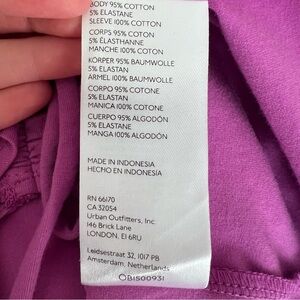 BODY 95% COTTON
5% ELASTANE
SLEEVE 100% COTTON
CORPS 95% COTON
5% ÉLASTHANNE
MANCHE 100% COTON
KÖRPER 95% BAUMWOLLE
5% ELASTAN
ÄRMEL 100% BAUMWOLLE
CORPO 95% COTONE
5% ELASTAN
MANICA 100% COTONE
CUERPO 95% ALGODÓN
5% ELASTANE
MANGA 100% ALGODÓN
MADE IN INDONESIA
HECHO EN INDONESIA
RN 66170
CA 32054
Urban Outfitters, Inc.
146 Brick Lane
LONDON, E1 6RU
Leidsestraat 32, 1017 PB
Amsterdam, Netherlands
OBIS00931